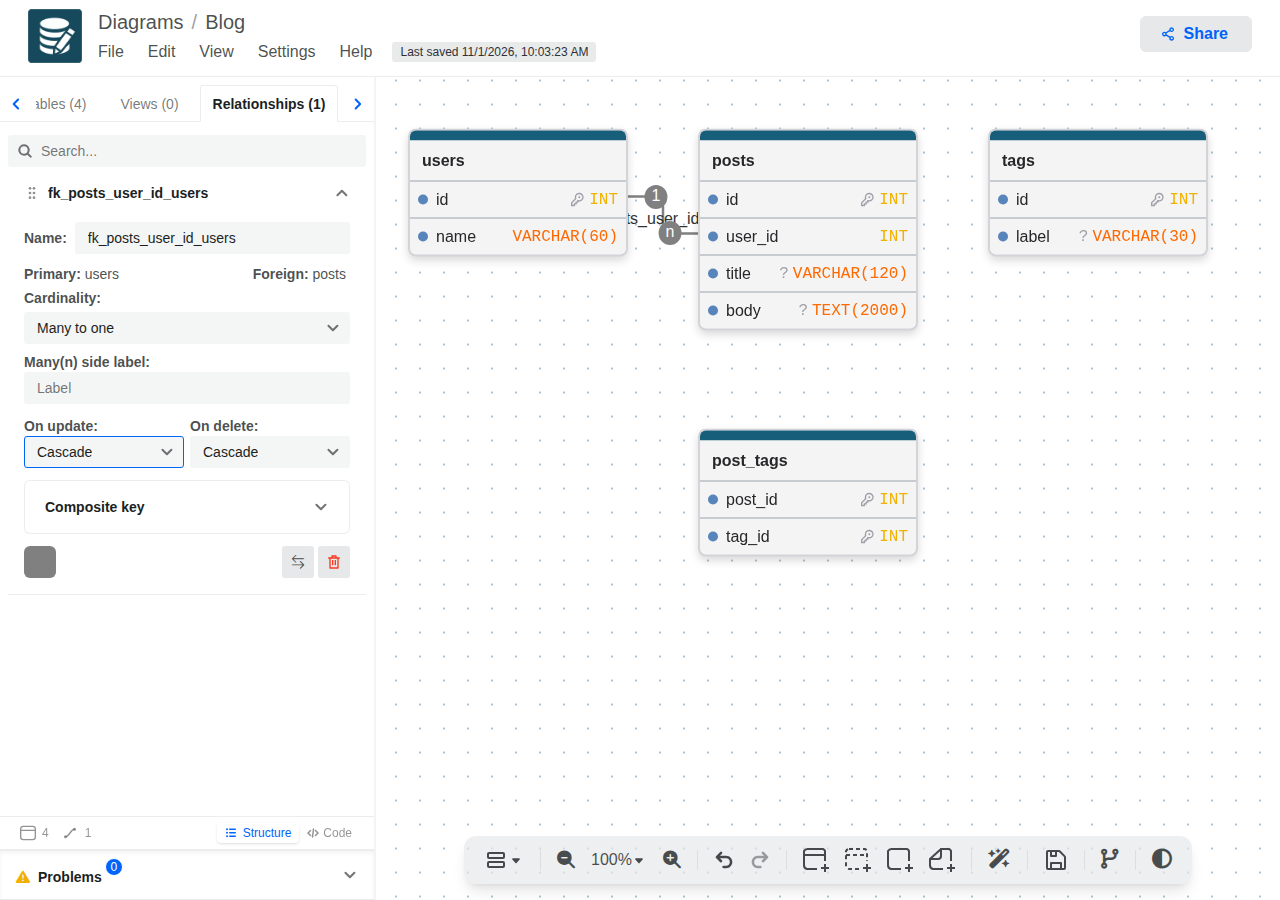 Diagrams / Blog
File Edit View Settings Help Last saved 11/1/2026, 10:03:23 AM
Share
ables (4) Views (0) Relationships (1)
Search...
fk_posts_user_id_users
Name: fk_posts_user_id_users
Primary: users Foreign: posts
Cardinality:
Many to one
Many(n) side label:
Label
On update: On delete:
Cascade Cascade
Composite key
4 1 Structure Code
Problems 0
users
id INT
name VARCHAR(60)
1
ts_user_id
n
posts
id INT
user_id INT
title ? VARCHAR(120)
body ? TEXT(2000)
tags
id INT
label ? VARCHAR(30)
post_tags
post_id INT
tag_id INT
100%